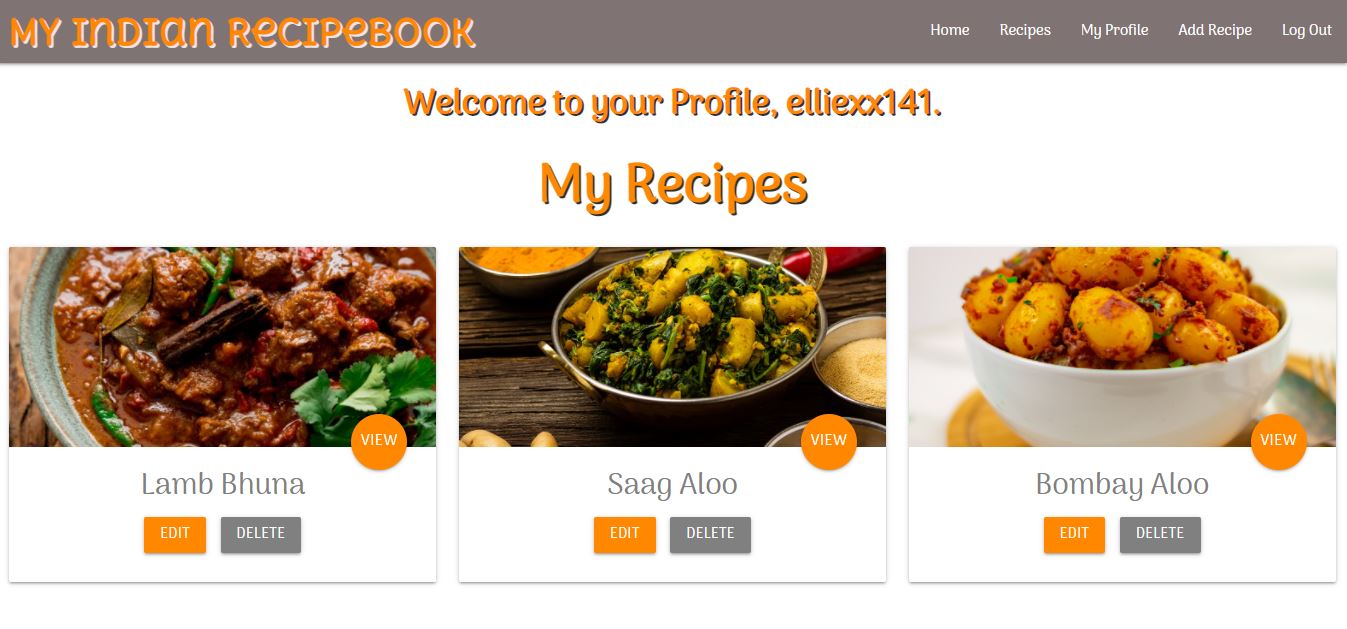 MY INDIAN RECIPEBOOK
Home Recipes My Profile Add Recipe Log Out
Welcome to your Profile, elliexx141.
My Recipes
VIEW VIEW VIEW
Lamb Bhuna Saag Aloo Bombay Aloo
EDIT DELETE EDIT DELETE EDIT DELETE